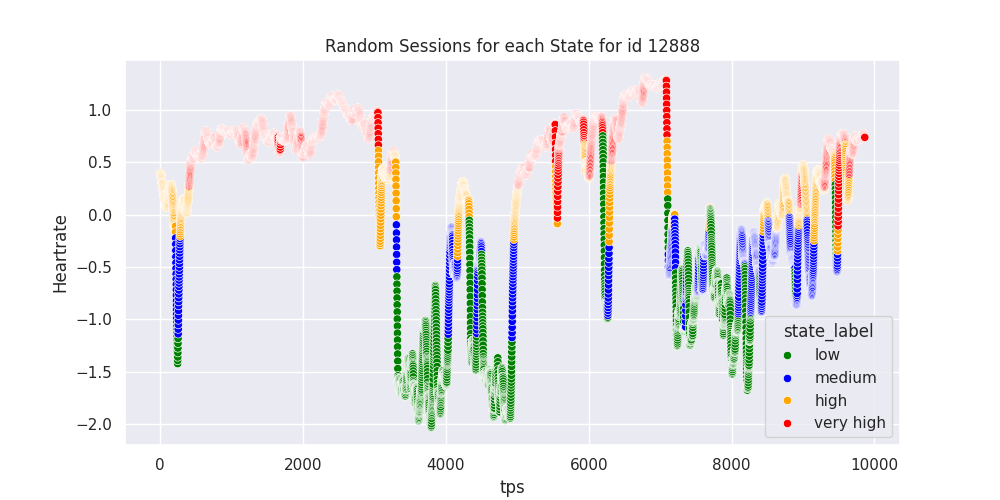 Random Sessions for each State for id 12888
Heartrate
1.0
0.5
0.0
−0.5
−1.0
−1.5
−2.0
0
2000
4000
6000
8000
10000
tps
state_label
low
medium
high
very high